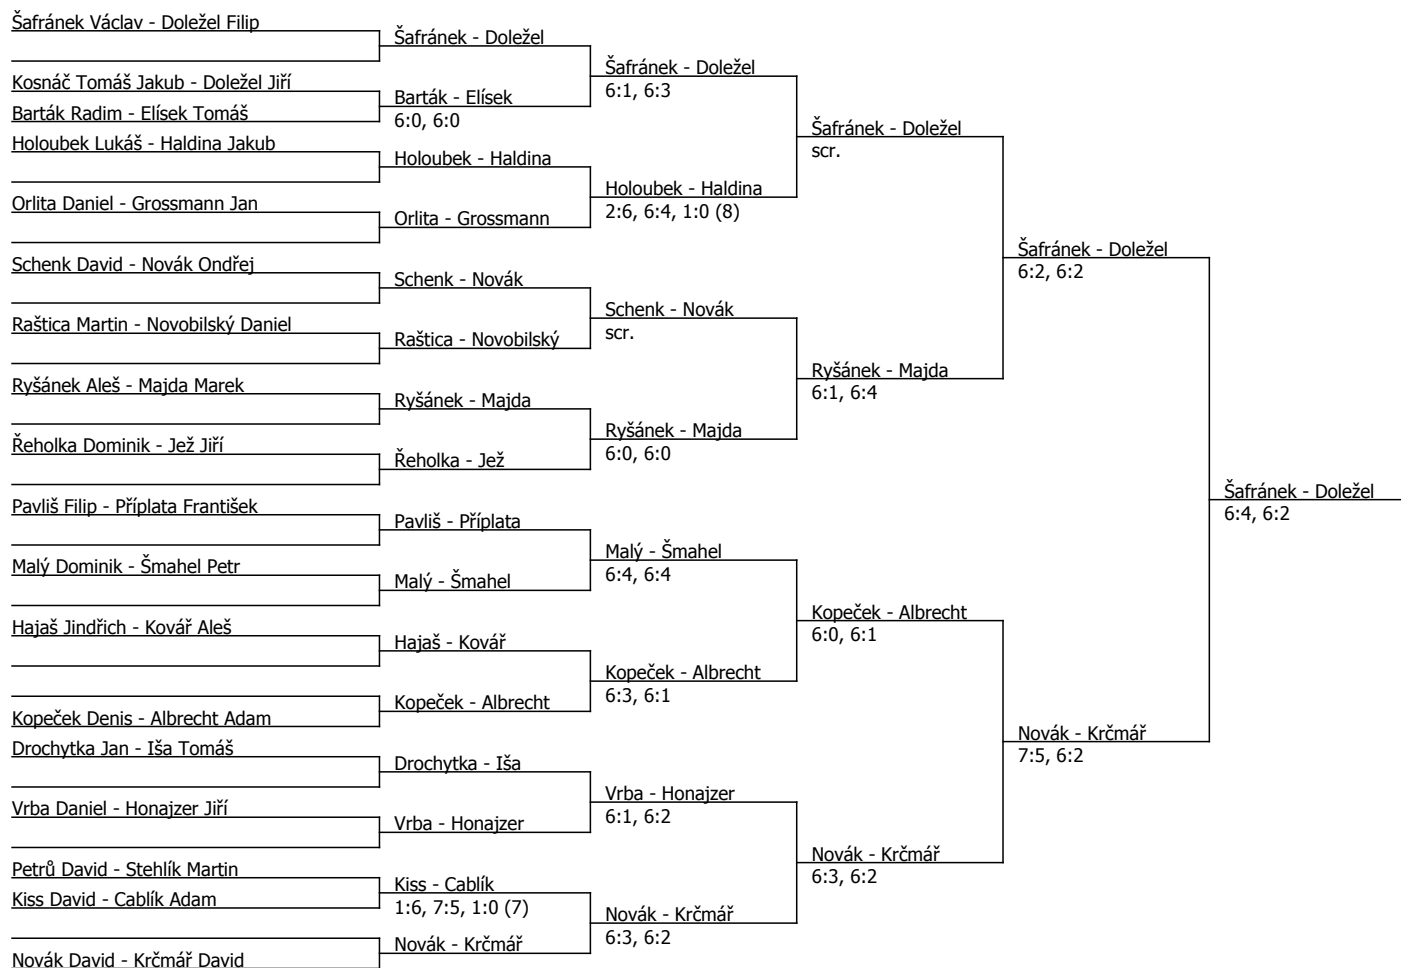 Šafránek Václav - Doležel Filip
Kosnáč Tomáš Jakub - Doležel Jiří
Barták Radim - Elísek Tomáš
Holoubek Lukáš - Haldina Jakub
Orlita Daniel - Grossmann Jan
Schenk David - Novák Ondřej
Raštica Martin - Novobilský Daniel
Ryšánek Aleš - Majda Marek
Řeholka Dominik - Jež Jiří
Pavliš Filip - Příplata František
Malý Dominik - Šmahel Petr
Hajaš Jindřich - Kovář Aleš
Kopeček Denis - Albrecht Adam
Drochytka Jan - Iša Tomáš
Vrba Daniel - Honajzer Jiří
Petrů David - Stehlík Martin
Kiss David - Cablík Adam
Novák David - Krčmář David
Šafránek - Doležel
Barták - Elísek
6:0, 6:0
Holoubek - Haldina
Orlita - Grossmann
Schenk - Novák
Raštica - Novobilský
Ryšánek - Majda
Řeholka - Jež
Pavliš - Příplata
Malý - Šmahel
Hajaš - Kovář
Kopeček - Albrecht
Drochytka - Iša
Vrba - Honajzer
Kiss - Cablík
1:6, 7:5, 1:0 (7)
Novák - Krčmář
Šafránek - Doležel
6:1, 6:3
Holoubek - Haldina
2:6, 6:4, 1:0 (8)
Schenk - Novák
scr.
Ryšánek - Majda
6:0, 6:0
Malý - Šmahel
6:4, 6:4
Kopeček - Albrecht
6:3, 6:1
Vrba - Honajzer
6:1, 6:2
Novák - Krčmář
6:3, 6:2
Šafránek - Doležel
scr.
Ryšánek - Majda
6:1, 6:4
Kopeček - Albrecht
6:0, 6:1
Novák - Krčmář
6:3, 6:2
Šafránek - Doležel
6:2, 6:2
Novák - Krčmář
7:5, 6:2
Šafránek - Doležel
6:4, 6:2